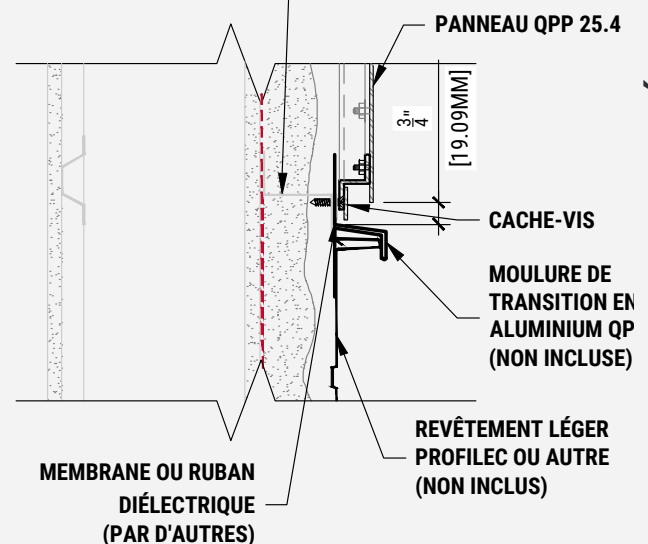 PANNEAU QPP 25.4
3"
4
[19.09MM]
CACHE-VIS
MOULURE DE
TRANSITION EN
ALUMINIUM QP
(NON INCLUSE)
REVÊTEMENT LÉGER
PROFILEC OU AUTRE
(NON INCLUS)
MEMBRANE OU RUBAN
DIÉLECTRIQUE
(PAR D'AUTRES)